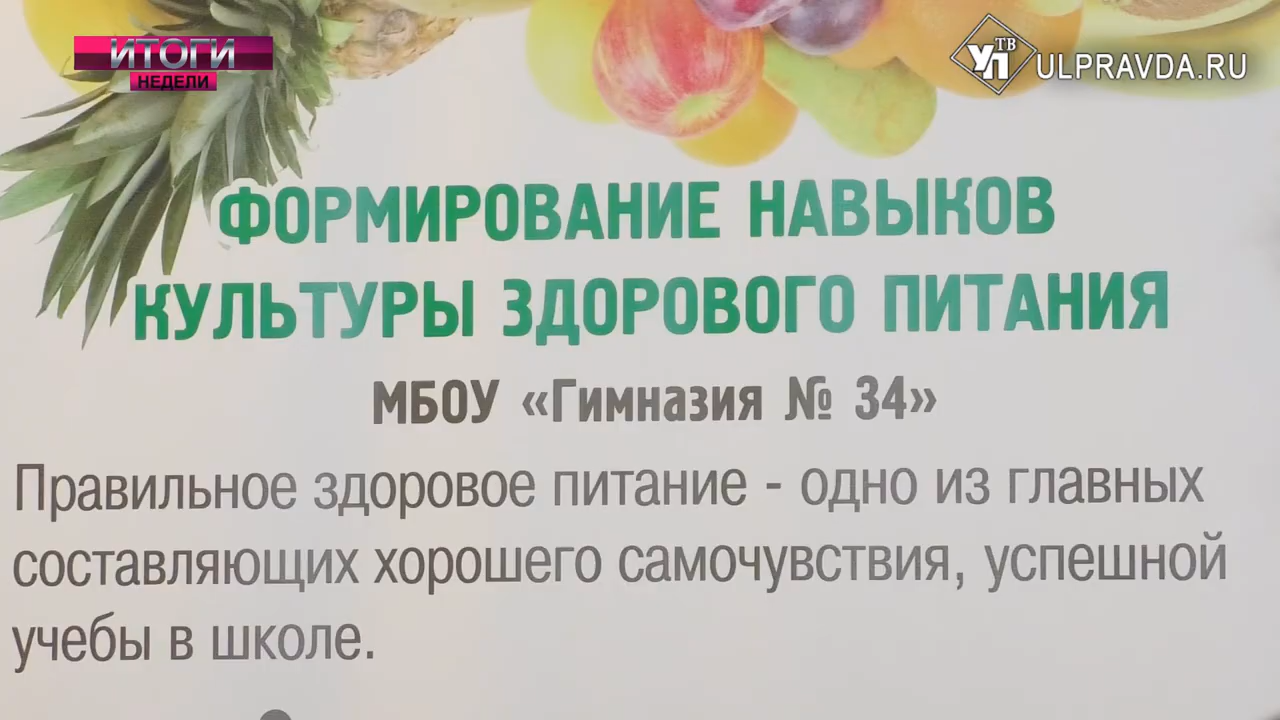 ИТОГИ
НЕДЕЛИ
УП ТВ
ULPRAVDA.RU
ФОРМИРОВАНИЕ НАВЫКОВ
КУЛЬТУРЫ ЗДОРОВОГО ПИТАНИЯ
МБОУ «Гимназия № 34»
Правильное здоровое питание - одно из главных
составляющих хорошего самочувствия, успешной
учебы в школе.